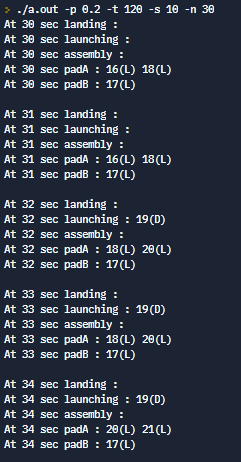 > ./a.out -p 0.2 -t 120 -s 10 -n 30
At 30 sec landing :
At 30 sec launching :
At 30 sec assembly :
At 30 sec padA : 16(L) 18(L)
At 30 sec padB : 17(L)

At 31 sec landing :
At 31 sec launching :
At 31 sec assembly :
At 31 sec padA : 16(L) 18(L)
At 31 sec padB : 17(L)

At 32 sec landing :
At 32 sec launching : 19(D)
At 32 sec assembly :
At 32 sec padA : 18(L) 20(L)
At 32 sec padB : 17(L)

At 33 sec landing :
At 33 sec launching : 19(D)
At 33 sec assembly :
At 33 sec padA : 18(L) 20(L)
At 33 sec padB : 17(L)

At 34 sec landing :
At 34 sec launching : 19(D)
At 34 sec assembly :
At 34 sec padA : 20(L) 21(L)
At 34 sec padB : 17(L)